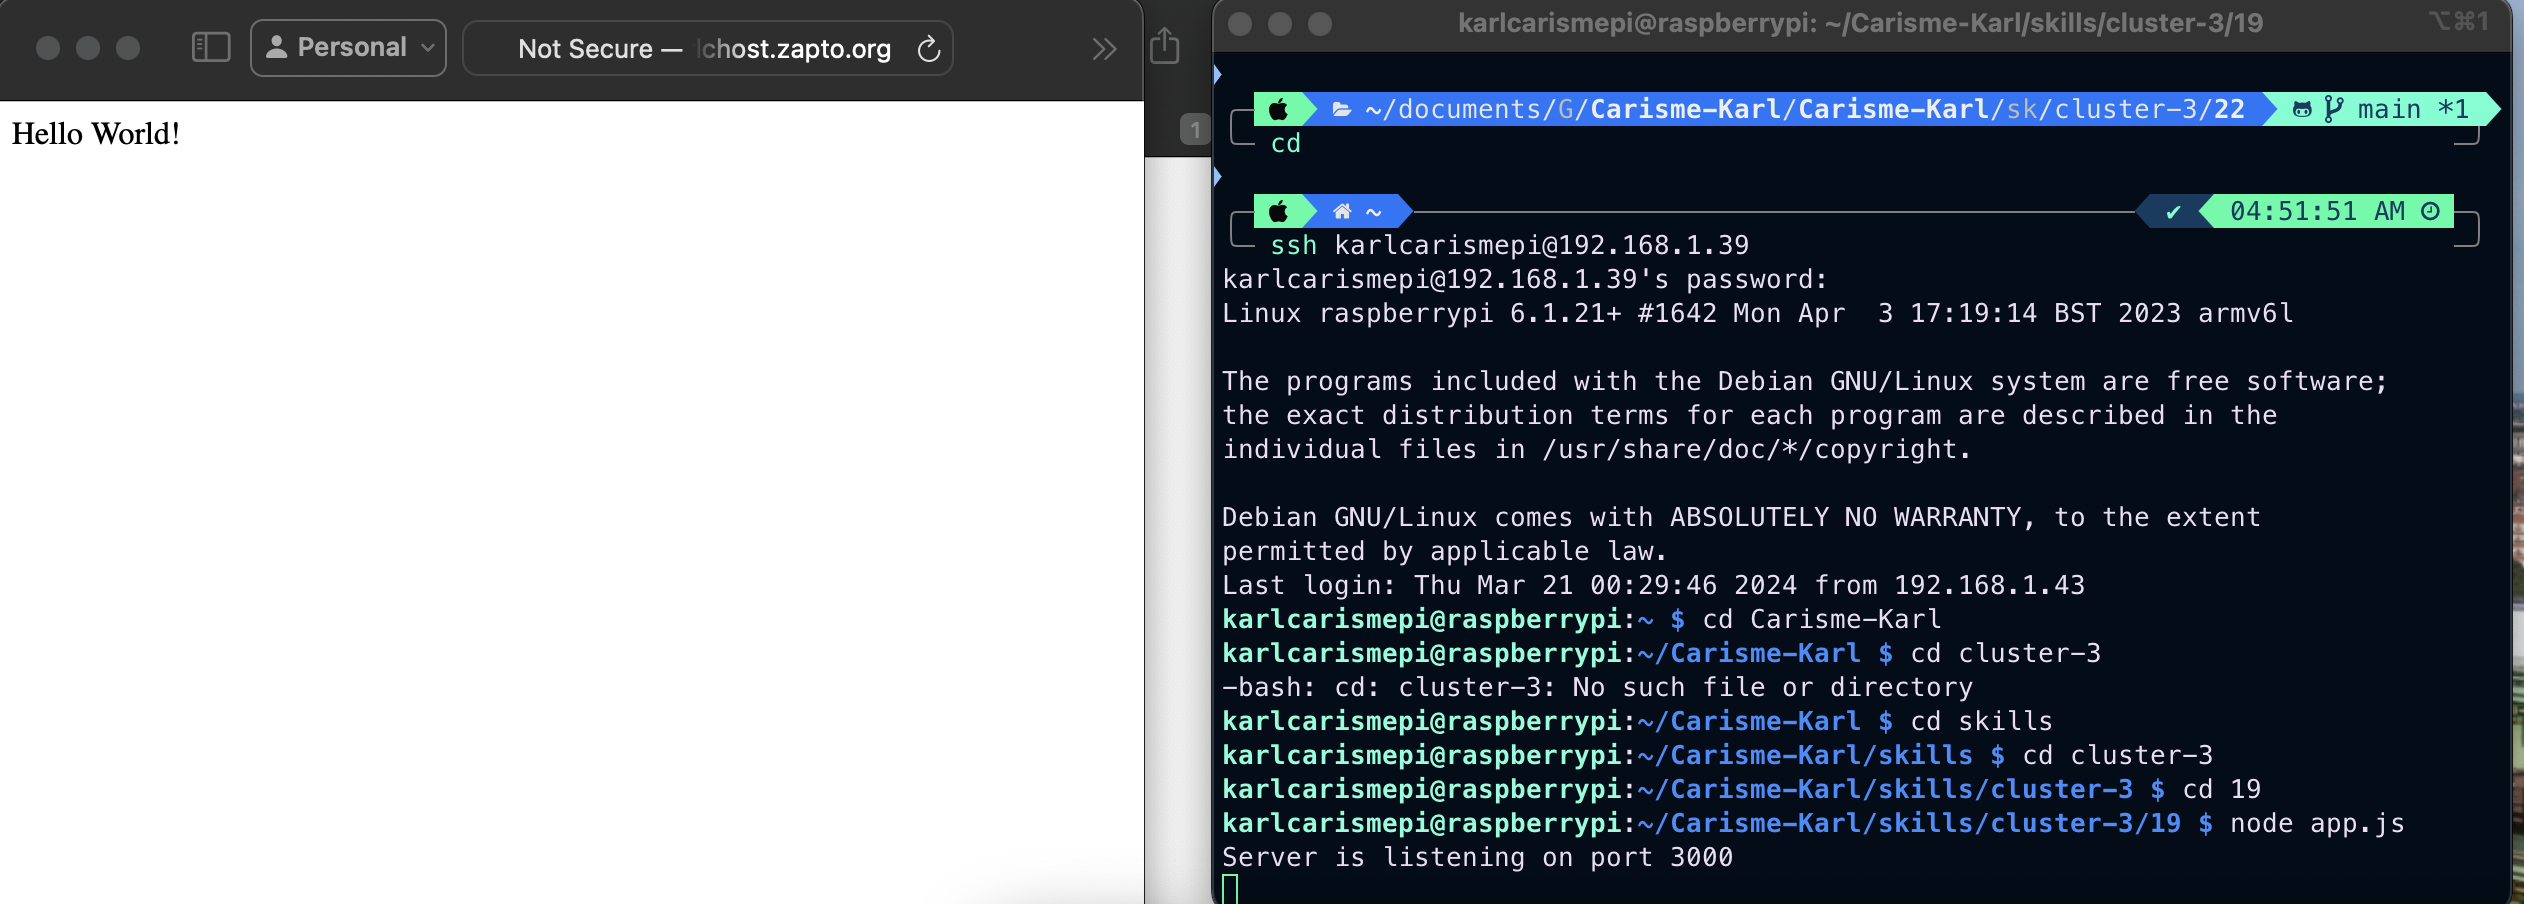 Personal
Not Secure — lchost.zapto.org
Hello World!
1
karlcarismepi@raspberrypi: ~/Carisme-Karl/skills/cluster-3/19
⌥⌘1
~/documents/G/Carisme-Karl/Carisme-Karl/sk/cluster-3/22 main *1
cd
~ ✔ 04:51:51 AM
ssh karlcarismepi@192.168.1.39
karlcarismepi@192.168.1.39's password:
Linux raspberrypi 6.1.21+ #1642 Mon Apr  3 17:19:14 BST 2023 armv6l
The programs included with the Debian GNU/Linux system are free software;
the exact distribution terms for each program are described in the
individual files in /usr/share/doc/*/copyright.
Debian GNU/Linux comes with ABSOLUTELY NO WARRANTY, to the extent
permitted by applicable law.
Last login: Thu Mar 21 00:29:46 2024 from 192.168.1.43
karlcarismepi@raspberrypi:~ $ cd Carisme-Karl
karlcarismepi@raspberrypi:~/Carisme-Karl $ cd cluster-3
-bash: cd: cluster-3: No such file or directory
karlcarismepi@raspberrypi:~/Carisme-Karl $ cd skills
karlcarismepi@raspberrypi:~/Carisme-Karl/skills $ cd cluster-3
karlcarismepi@raspberrypi:~/Carisme-Karl/skills/cluster-3 $ cd 19
karlcarismepi@raspberrypi:~/Carisme-Karl/skills/cluster-3/19 $ node app.js
Server is listening on port 3000